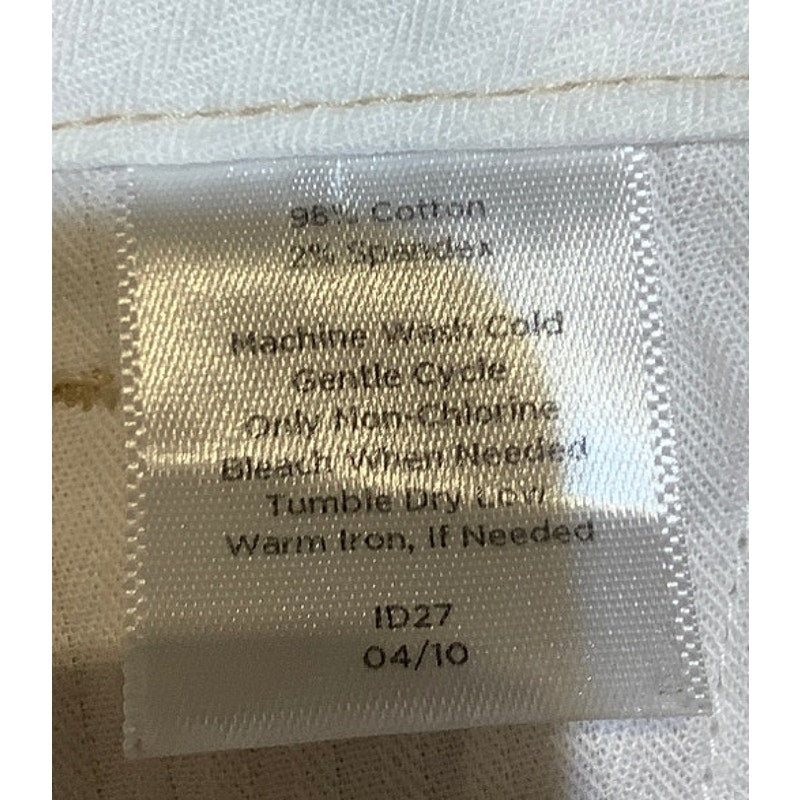 98% Cotton
2% Spandex
Machine Wash Cold
Gentle Cycle
Only Non-Chlorine
Bleach When Needed
Tumble Dry Low
Warm Iron, If Needed
ID27
04/10